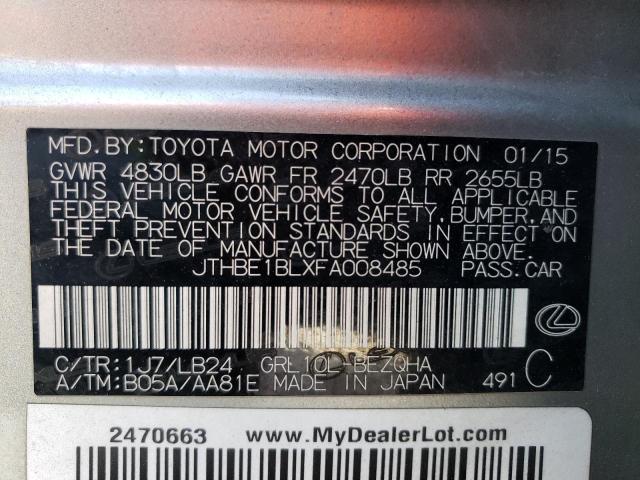 MFD. BY: TOYOTA MOTOR CORPORATION 01/15
GVWR 4830LB GAWR FR 2470LB RR 2655LB
THIS VEHICLE CONFORMS TO ALL APPLICABLE
FEDERAL MOTOR VEHICLE SAFETY, BUMPER, AND
THEFT PREVENTION STANDARDS IN EFFECT ON
THE DATE OF MANUFACTURE SHOWN ABOVE.
JTHBE1BLXFA008485 PASS. CAR
C/TR: 1J7/LB24 GRL10L-BEZQHA
A/TM: B05A/AA81E MADE IN JAPAN 491 C
2470663 www.MyDealerLot.com